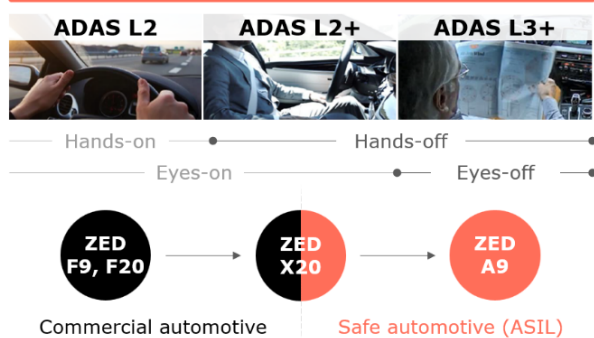 ADAS L2 ADAS L2+ ADAS L3+
Hands-on Hands-off
Eyes-on Eyes-off
ZED ZED ZED
F9, F20 X20 A9
Commercial automotive Safe automotive (ASIL)